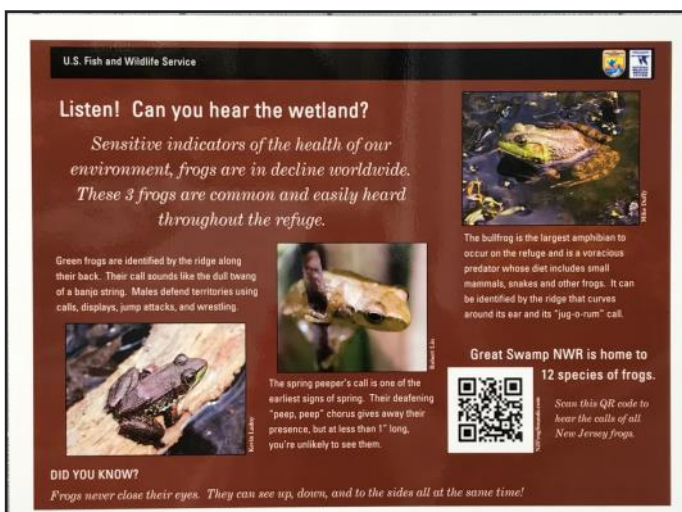 U.S. Fish and Wildlife Service
Listen! Can you hear the wetland?
Sensitive indicators of the health of our
environment, frogs are in decline worldwide.
These 3 frogs are common and easily heard
throughout the refuge.
Green frogs are identified by the ridge along
their back. Their call sounds like the dull twang
of a banjo string. Males defend territories using
calls, displays, jump attacks, and wrestling.
Kevin Laubry
The spring peeper's call is one of the
earliest signs of spring. Their deafening
"peep, peep" chorus gives away their
presence, but at less than 1" long,
you're unlikely to see them.
Robert Lin
Mike Duffy
The bullfrog is the largest amphibian to
occur on the refuge and is a voracious
predator whose diet includes small
mammals, snakes and other frogs. It can
be identified by the ridge that curves
around its ear and its "jug-o-rum" call.
Great Swamp NWR is home to
12 species of frogs.
Scan this QR code to
hear the calls of all
New Jersey frogs.
DID YOU KNOW?
Frogs never close their eyes. They can see up, down, and to the sides all at the same time!